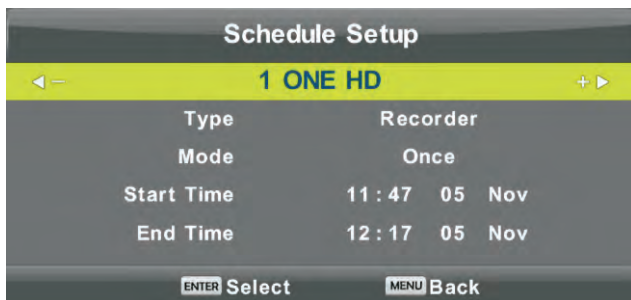 Schedule Setup
1 ONE HD
Type Recorder
Mode Once
Start Time 11:47 05 Nov
End Time 12:17 05 Nov
ENTER Select MENU Back